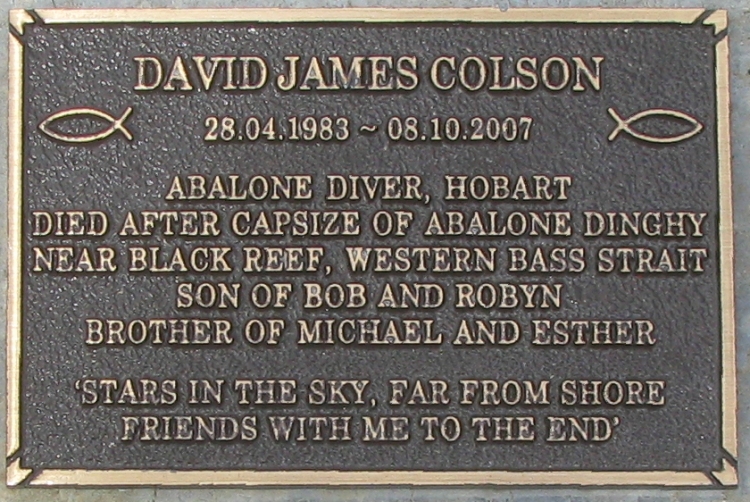 DAVID JAMES COLSON
28.04.1983 ~ 08.10.2007
ABALONE DIVER, HOBART
DIED AFTER CAPSIZE OF ABALONE DINGHY
NEAR BLACK REEF, WESTERN BASS STRAIT
SON OF BOB AND ROBYN
BROTHER OF MICHAEL AND ESTHER
'STARS IN THE SKY, FAR FROM SHORE
FRIENDS WITH ME TO THE END'